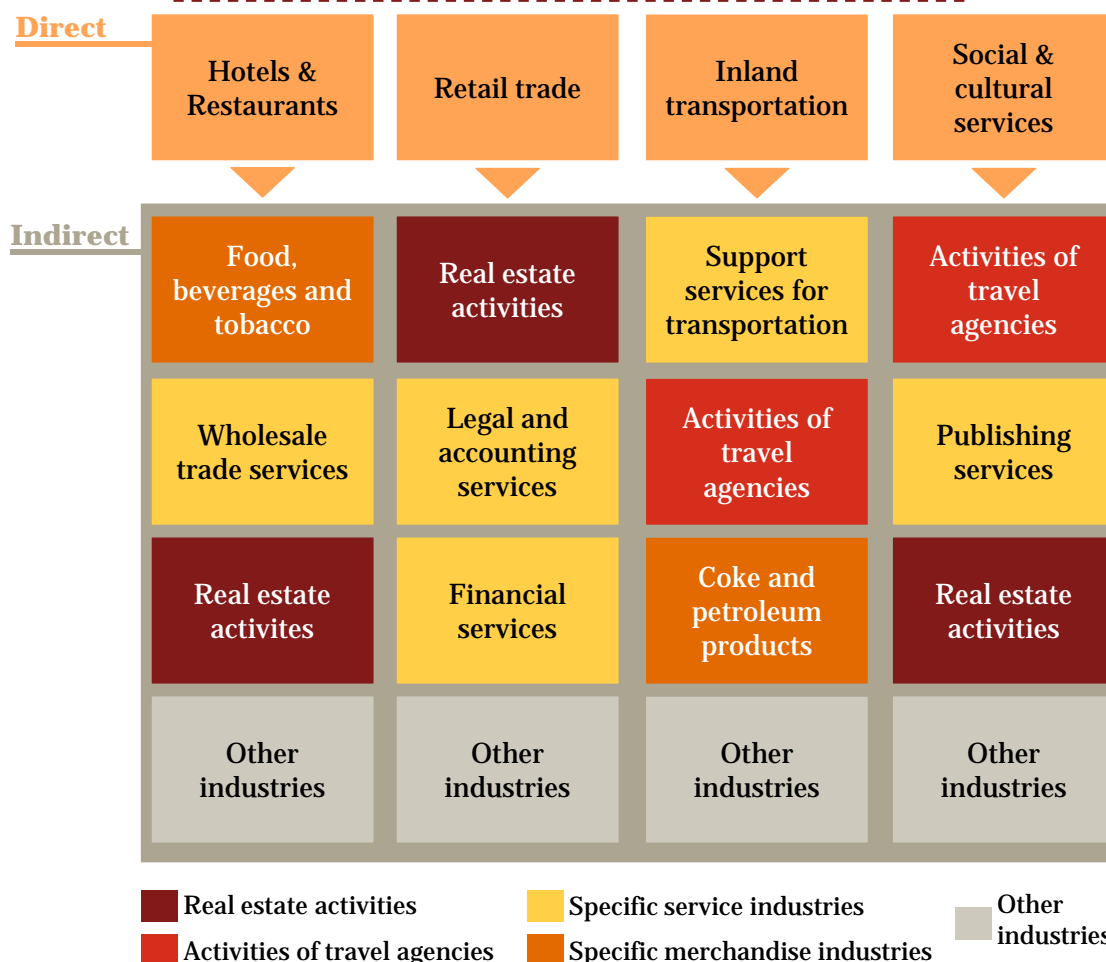 Direct
Hotels &
Restaurants
Retail trade
Inland
transportation
Social &
cultural
services
Indirect
Food,
beverages and
tobacco
Real estate
activities
Support
services for
transportation
Activities of
travel
agencies
Wholesale
trade services
Legal and
accounting
services
Activities of
travel
agencies
Publishing
services
Real estate
activites
Financial
services
Coke and
petroleum
products
Real estate
activities
Other
industries
Other
industries
Other
industries
Other
industries
Real estate activities
Specific service industries
Other
industries
Activities of travel agencies
Specific merchandise industries